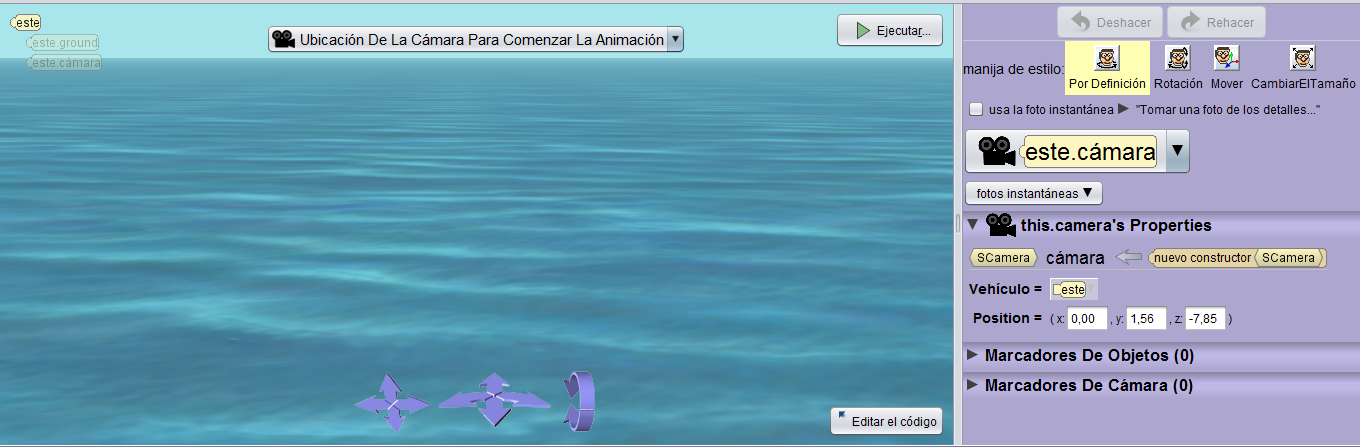 este
este.ground
este.cámara
Ubicación De La Cámara Para Comenzar La Animación
Ejecutar...
Editar el código
Deshacer
Rehacer
manija de estilo:
Por Definición
Rotación
Mover
CambiarElTamaño
usa la foto instantánea
"Tomar una foto de los detalles..."
este.cámara
fotos instantáneas
this.camera's Properties
SCamera cámara nuevo constructor SCamera
Vehículo = este
Position = ( x: 0,00 , y: 1,56 , z: -7,85 )
Marcadores De Objetos (0)
Marcadores De Cámara (0)